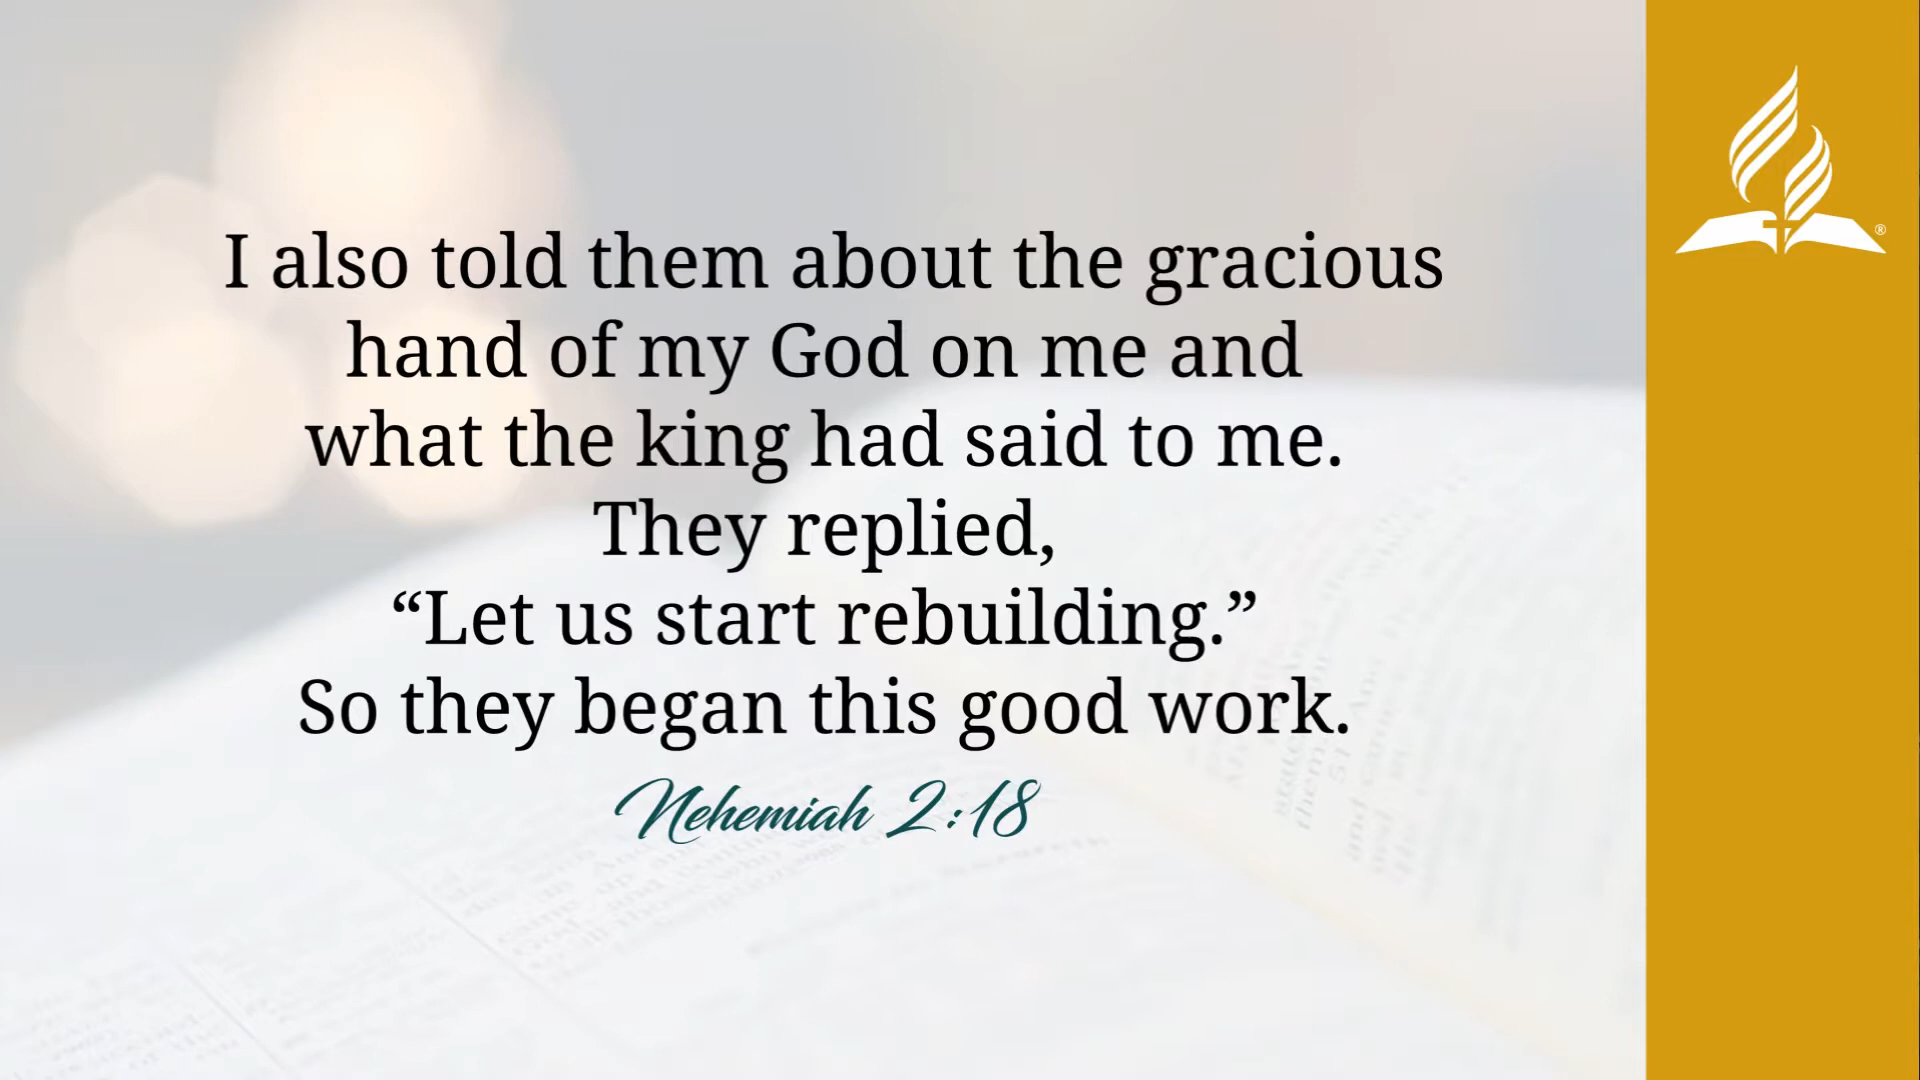 I also told them about the gracious
hand of my God on me and
what the king had said to me.
They replied,
“Let us start rebuilding.”
So they began this good work.
Nehemiah 2:18
®